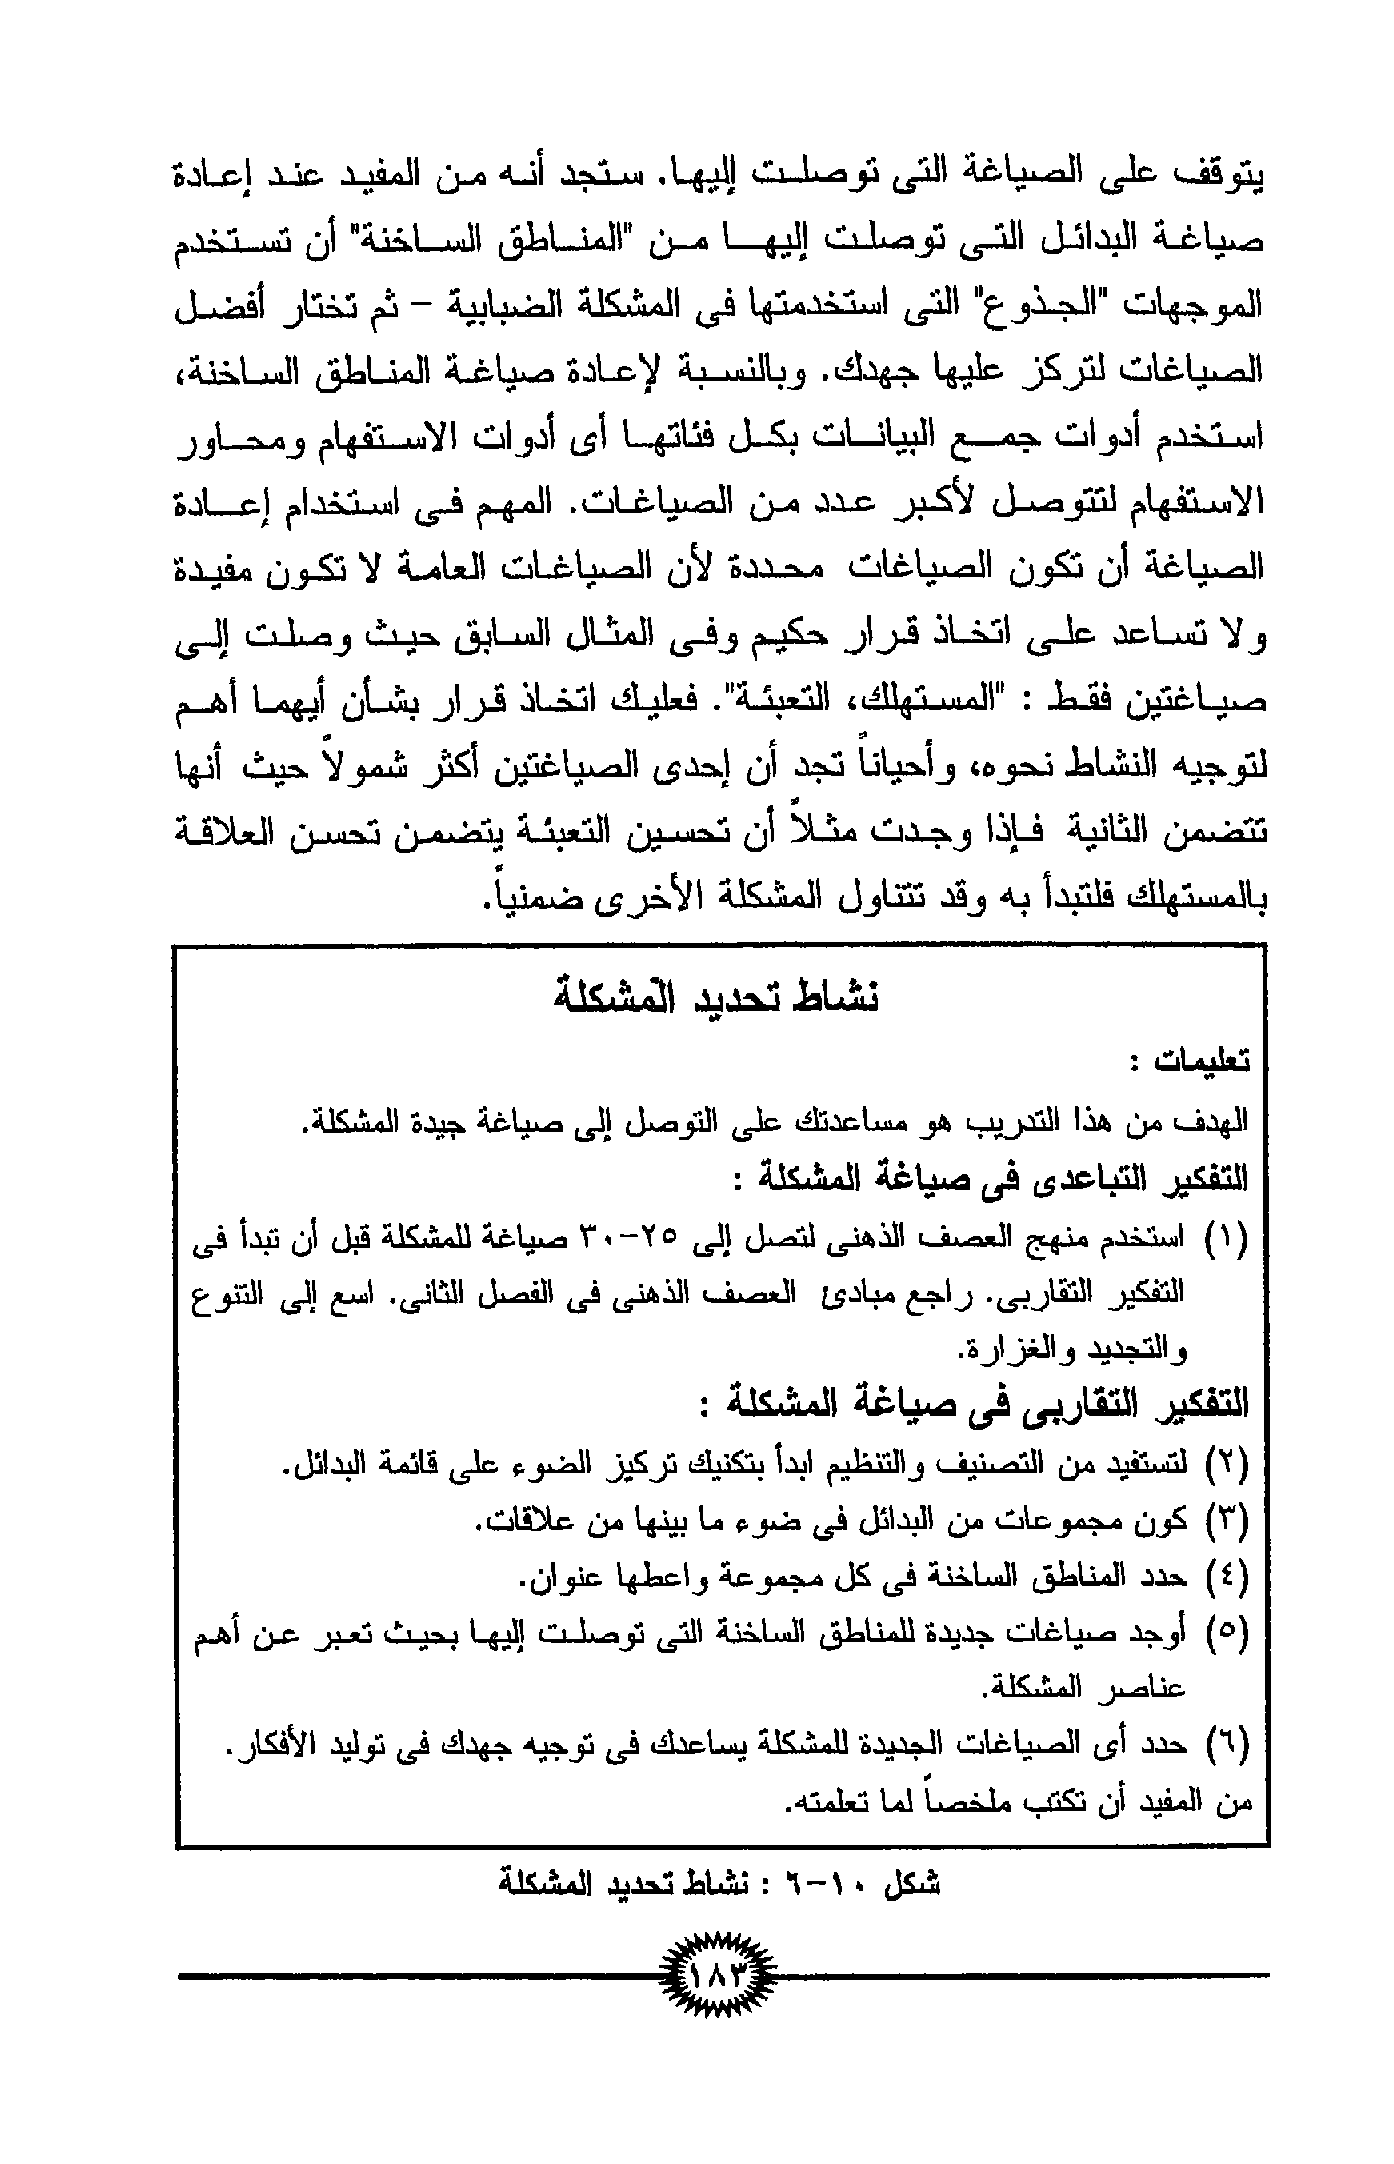 يتوقف على الصياغة التى توصلت إليها. ستجد أنه من المفيد عند إعادة
صياغة البدائل التى توصلت إليها من "المناطق الساخنة" أن تستخدم
الموجهات "الجذوع" التى استخدمتها فى المشكلة الضبابية – ثم تختار أفضل
الصياغات لتركز عليها جهدك. وبالنسبة لإعادة صياغة المناطق الساخنة،
استخدم أدوات جمع البيانات بكل فئاتها أى أدوات الاستفهام ومحاور
الاستفهام لتتوصل لأكبر عدد من الصياغات. المهم فى استخدام إعادة
الصياغة أن تكون الصياغات محددة لأن الصياغات العامة لا تكون مفيدة
ولا تساعد على اتخاذ قرار حكيم وفى المثال السابق حيث وصلت إلى
صياغتين فقط : "المستهلك، التعبئة". فعليك اتخاذ قرار بشأن أيهما أهم
لتوجيه النشاط نحوه، وأحياناً تجد أن إحدى الصياغتين أكثر شمولاً حيث أنها
تتضمن الثانية فإذا وجدت مثلاً أن تحسين التعبئة يتضمن تحسن العلاقة
بالمستهلك فلتبدأ به وقد تتناول المشكلة الأخرى ضمنياً.
نشاط تحديد المشكلة
تعليمات :
الهدف من هذا التدريب هو مساعدتك على التوصل إلى صياغة جيدة المشكلة.
التفكير التباعدى فى صياغة المشكلة :
(١) استخدم منهج العصف الذهنى لتصل إلى ٢٥-٣٠ صياغة للمشكلة قبل أن تبدأ فى
التفكير التقاربى. راجع مبادئ العصف الذهنى فى الفصل الثانى. اسع إلى التنوع
والتجديد والغزارة.
التفكير التقاربى فى صياغة المشكلة :
(٢) لتستفيد من التصنيف والتنظيم ابدأ بتكنيك تركيز الضوء على قائمة البدائل.
(٣) كون مجموعات من البدائل فى ضوء ما بينها من علاقات.
(٤) حدد المناطق الساخنة فى كل مجموعة واعطها عنوان.
(٥) أوجد صياغات جديدة للمناطق الساخنة التى توصلت إليها بحيث تعبر عن أهم
عناصر المشكلة.
(٦) حدد أى الصياغات الجديدة للمشكلة يساعدك فى توجيه جهدك فى توليد الأفكار.
من المفيد أن تكتب ملخصاً لما تعلمته.
شكل ١٠-٦ : نشاط تحديد المشكلة
١٨٣